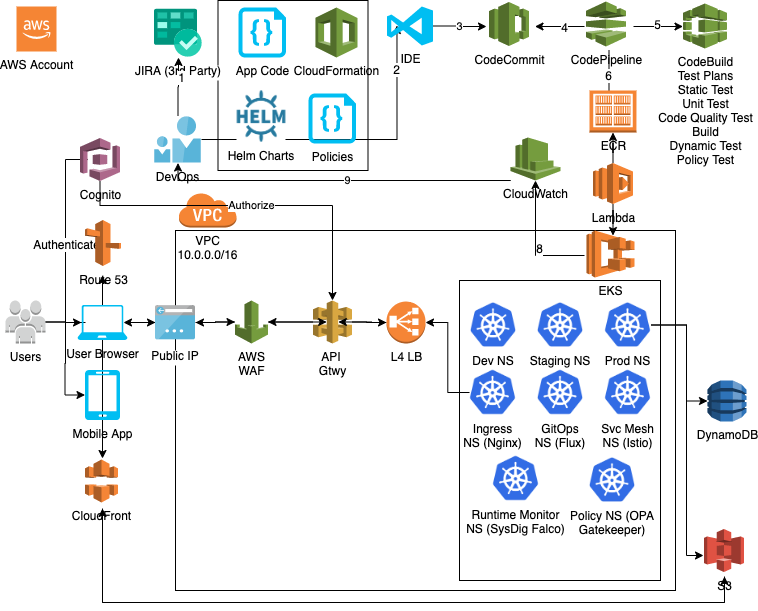 aws
AWS Account
JIRA (3rd Party)
1
App Code
CloudFormation
HELM
Helm Charts
Policies
2
IDE
3
CodeCommit
4
CodePipeline
5
6
CodeBuild
Test Plans
Static Test
Unit Test
Code Quality Test
Build
Dynamic Test
Policy Test
ECR
DevOps
9
CloudWatch
Lambda
8
Cognito
Authorize
VPC
VPC
10.0.0.0/16
Authenticate
Route 53
EKS
Users
User Browser
Public IP
AWS
WAF
API
Gtwy
L4 LB
Dev NS
Staging NS
Prod NS
Mobile App
Ingress
NS (Nginx)
GitOps
NS (Flux)
Svc Mesh
NS (Istio)
DynamoDB
CloudFront
Runtime Monitor
NS (SysDig Falco)
Policy NS (OPA
Gatekeeper)
S3